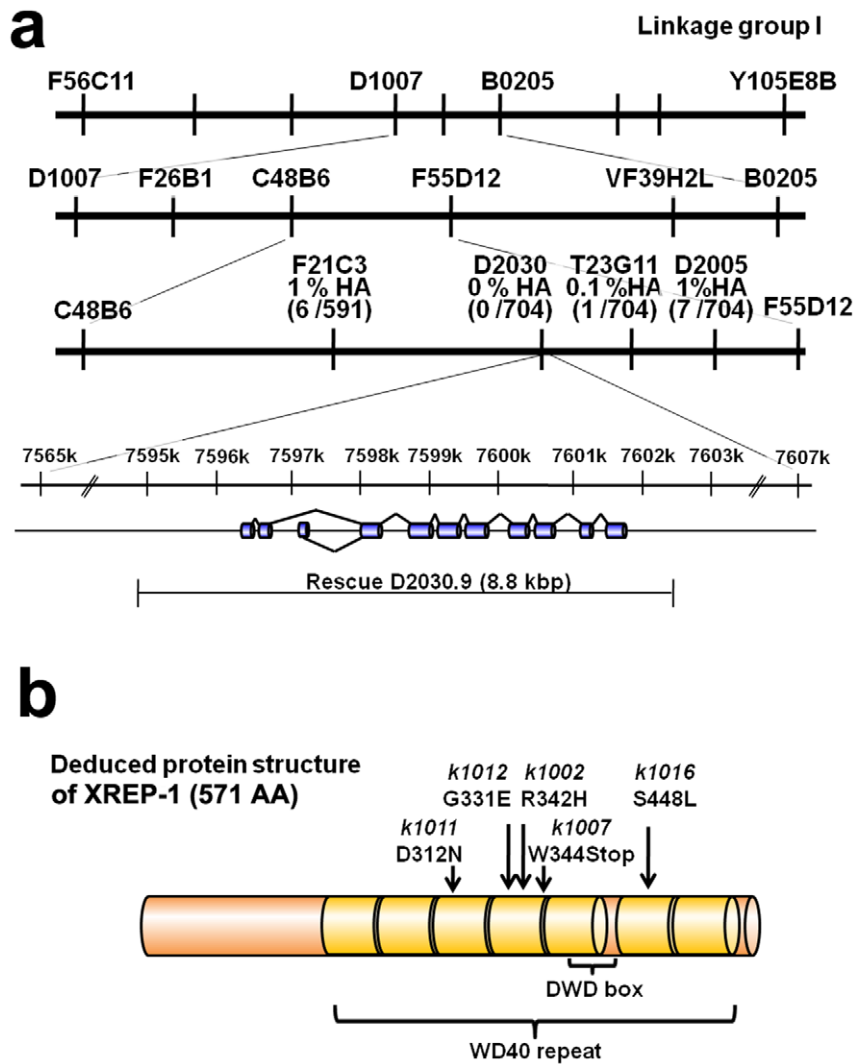 a
Linkage group I
F56C11 D1007 B0205 Y105E8B
D1007 F26B1 C48B6 F55D12 VF39H2L B0205
F21C3 D2030 T23G11 D2005
1 % HA 0 % HA 0.1 %HA 1%HA
C48B6 (6 /591) (0 /704) (1 /704) (7 /704) F55D12
7565k 7595k 7596k 7597k 7598k 7599k 7600k 7601k 7602k 7603k 7607k
Rescue D2030.9 (8.8 kbp)
b
Deduced protein structure
of XREP-1 (571 AA)
k1012 k1002 k1016
G331E R342H S448L
k1011 k1007
D312N W344Stop
DWD box
WD40 repeat